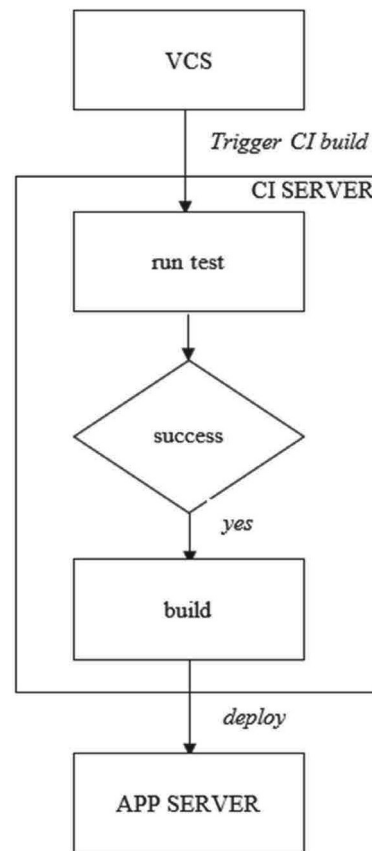 VCS
Trigger CI build
CI SERVER
run test
success
yes
build
deploy
APP SERVER